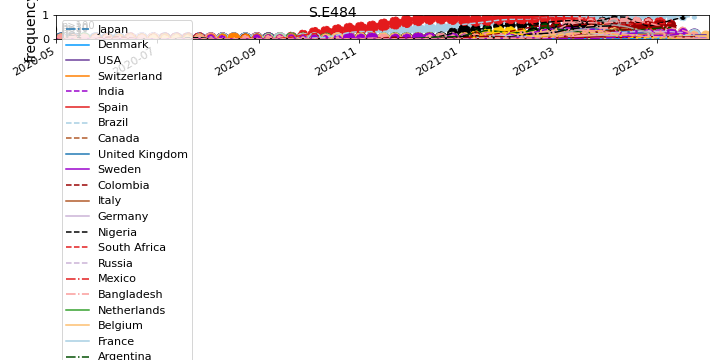 S.E484
frequency
1
0
2020-05
2020-07
2020-09
2020-11
2021-01
2021-03
2021-05
Japan
Denmark
USA
Switzerland
India
Spain
Brazil
Canada
United Kingdom
Sweden
Colombia
Italy
Germany
Nigeria
South Africa
Russia
Mexico
Bangladesh
Netherlands
Belgium
France
Argentina